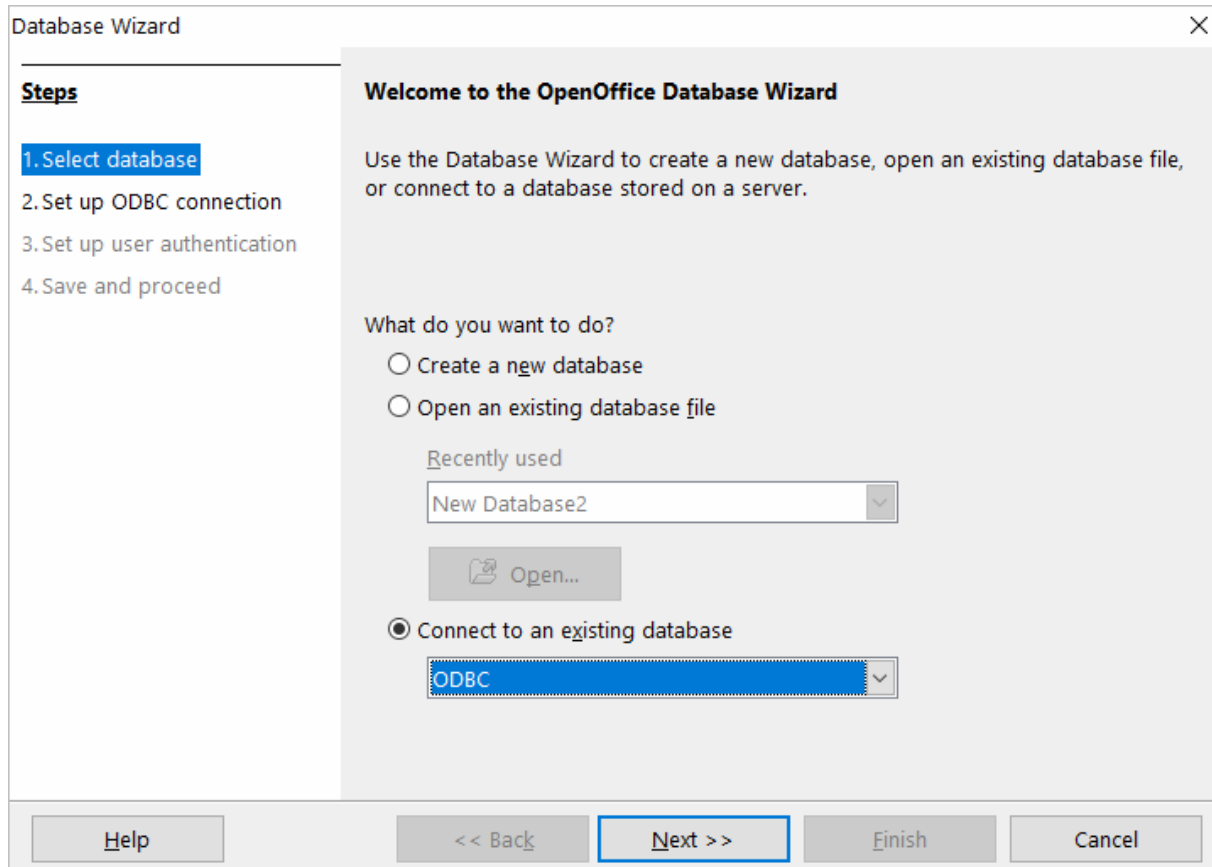 Database Wizard
Steps
1. Select database
2. Set up ODBC connection
3. Set up user authentication
4. Save and proceed
Welcome to the OpenOffice Database Wizard
Use the Database Wizard to create a new database, open an existing database file,
or connect to a database stored on a server.
What do you want to do?
Create a new database
Open an existing database file
Recently used
New Database2
Open...
Connect to an existing database
ODBC
Help
<< Back
Next >>
Finish
Cancel